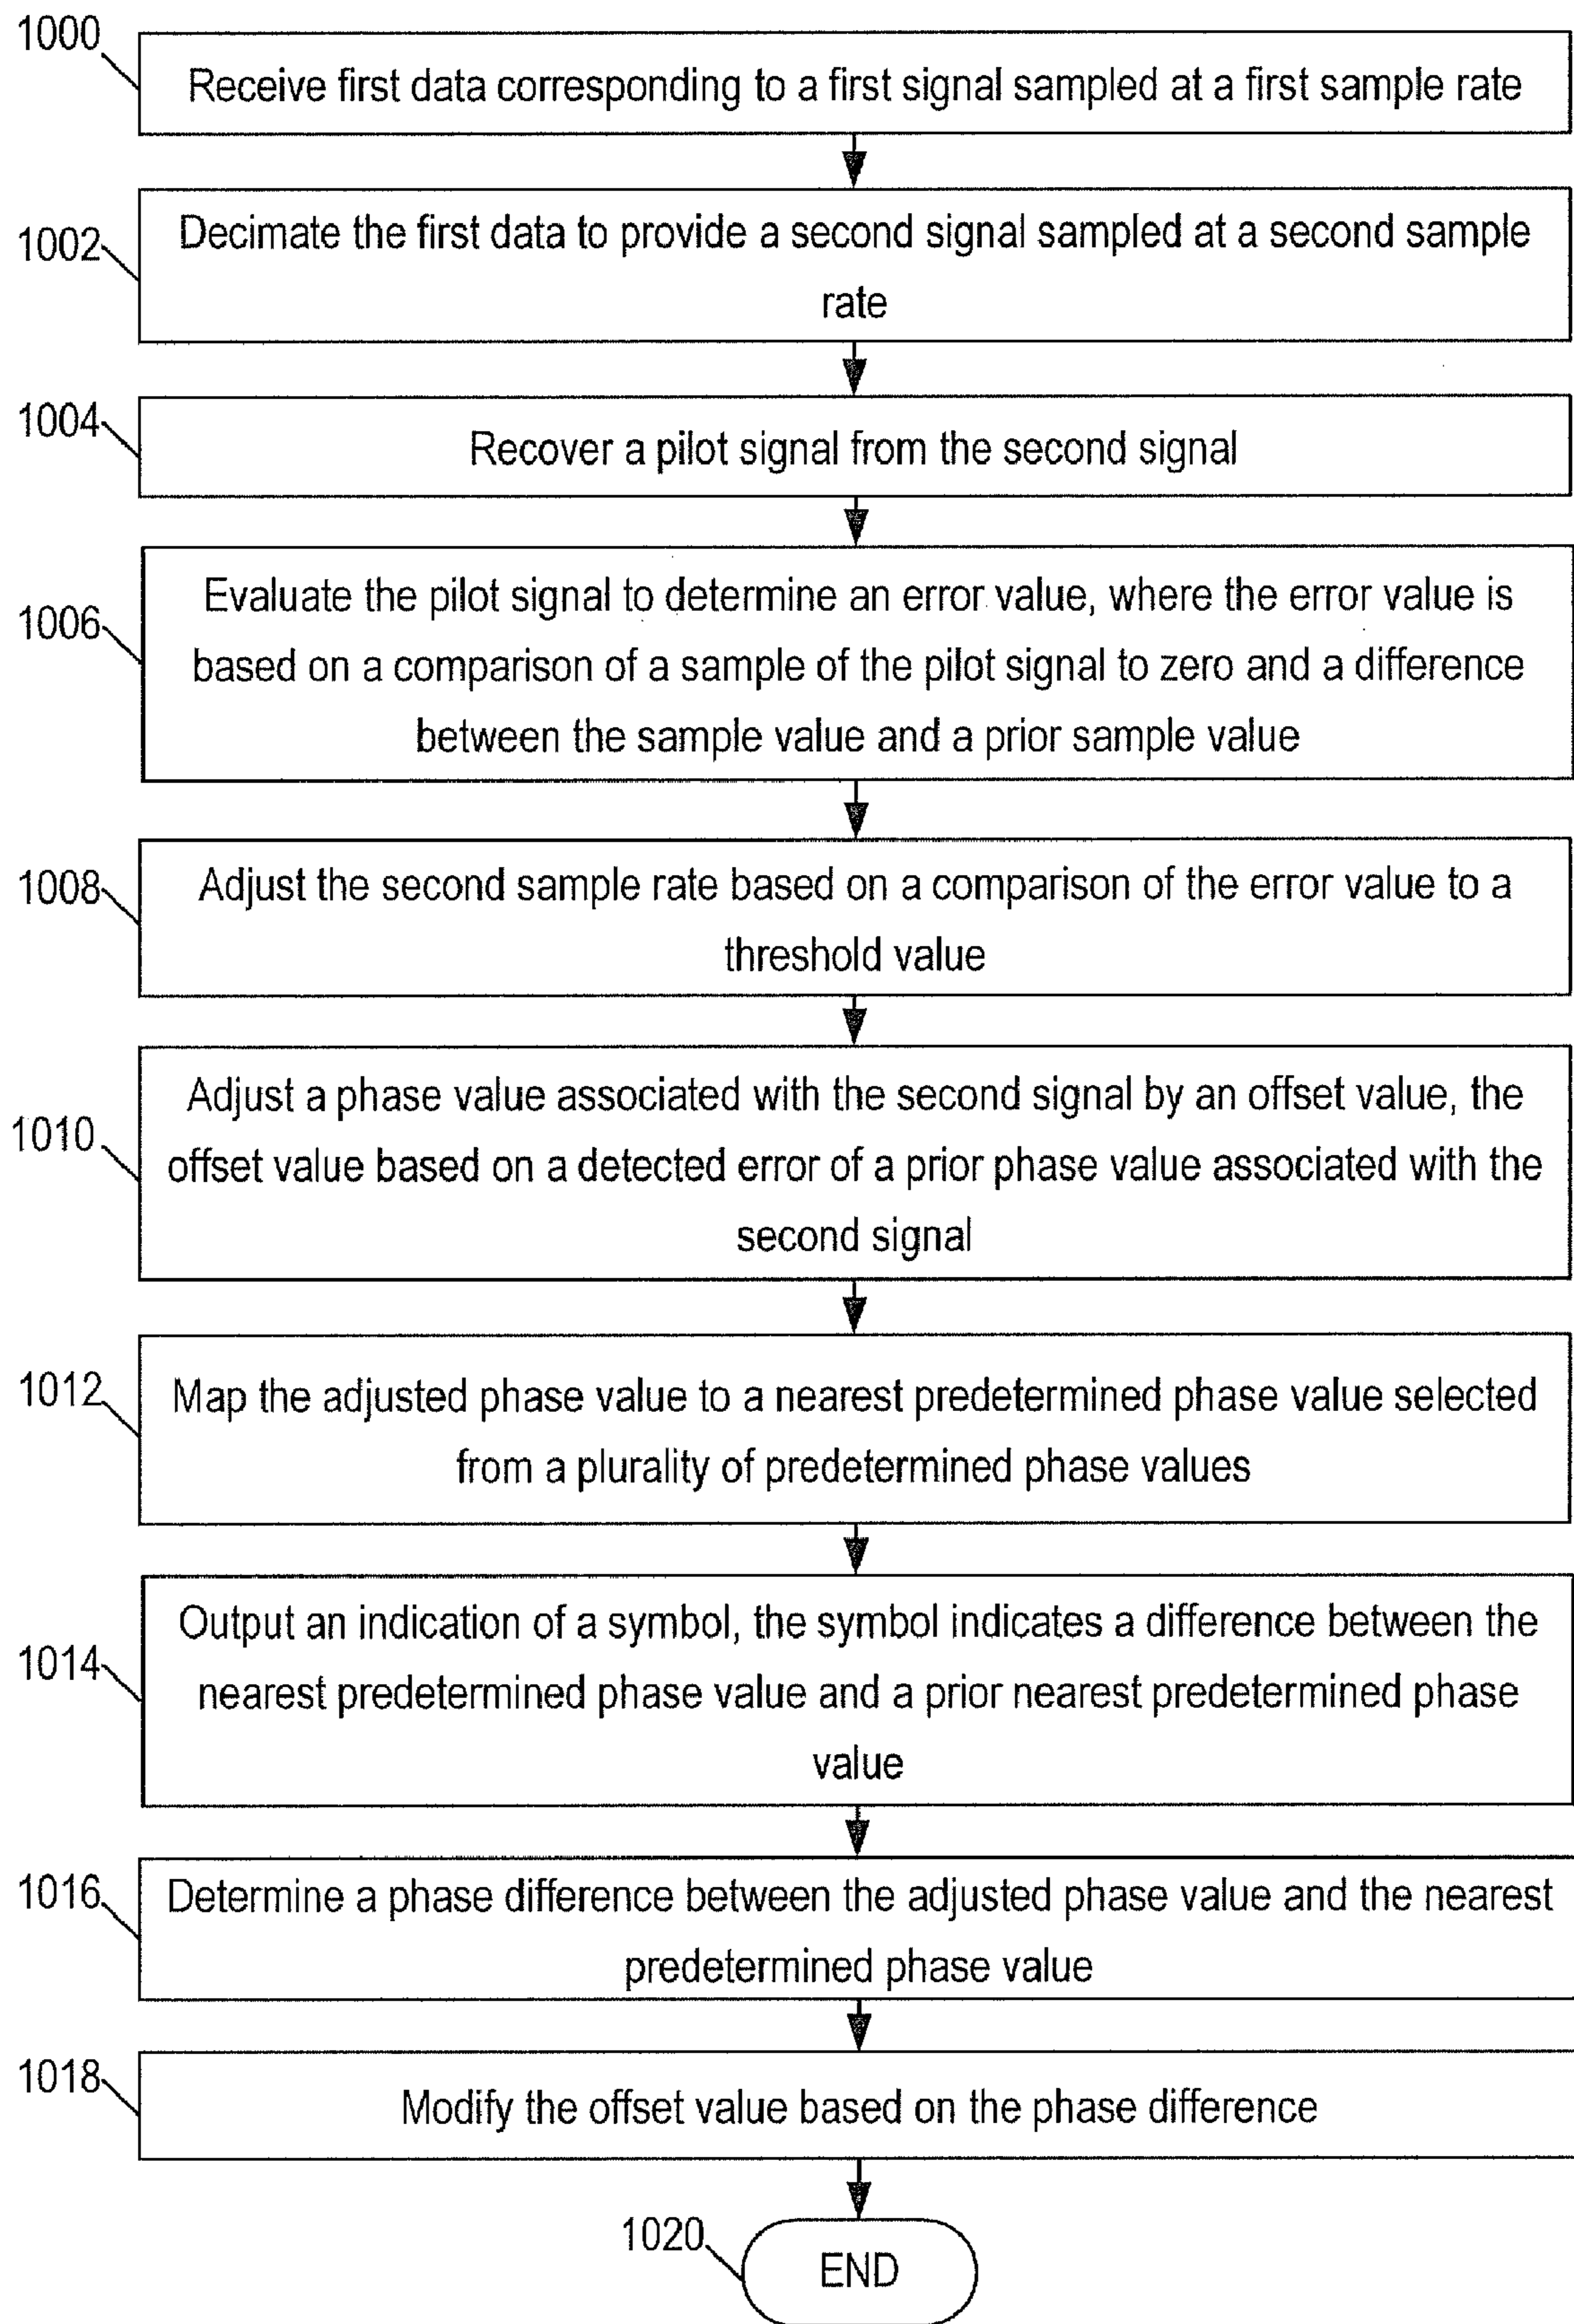 1000
Receive first data corresponding to a first signal sampled at a first sample rate
1002
Decimate the first data to provide a second signal sampled at a second sample
rate
1004
Recover a pilot signal from the second signal
1006
Evaluate the pilot signal to determine an error value, where the error value is
based on a comparison of a sample of the pilot signal to zero and a difference
between the sample value and a prior sample value
1008
Adjust the second sample rate based on a comparison of the error value to a
threshold value
1010
Adjust a phase value associated with the second signal by an offset value, the
offset value based on a detected error of a prior phase value associated with the
second signal
1012
Map the adjusted phase value to a nearest predetermined phase value selected
from a plurality of predetermined phase values
1014
Output an indication of a symbol, the symbol indicates a difference between the
nearest predetermined phase value and a prior nearest predetermined phase
value
1016
Determine a phase difference between the adjusted phase value and the nearest
predetermined phase value
1018
Modify the offset value based on the phase difference
1020
END